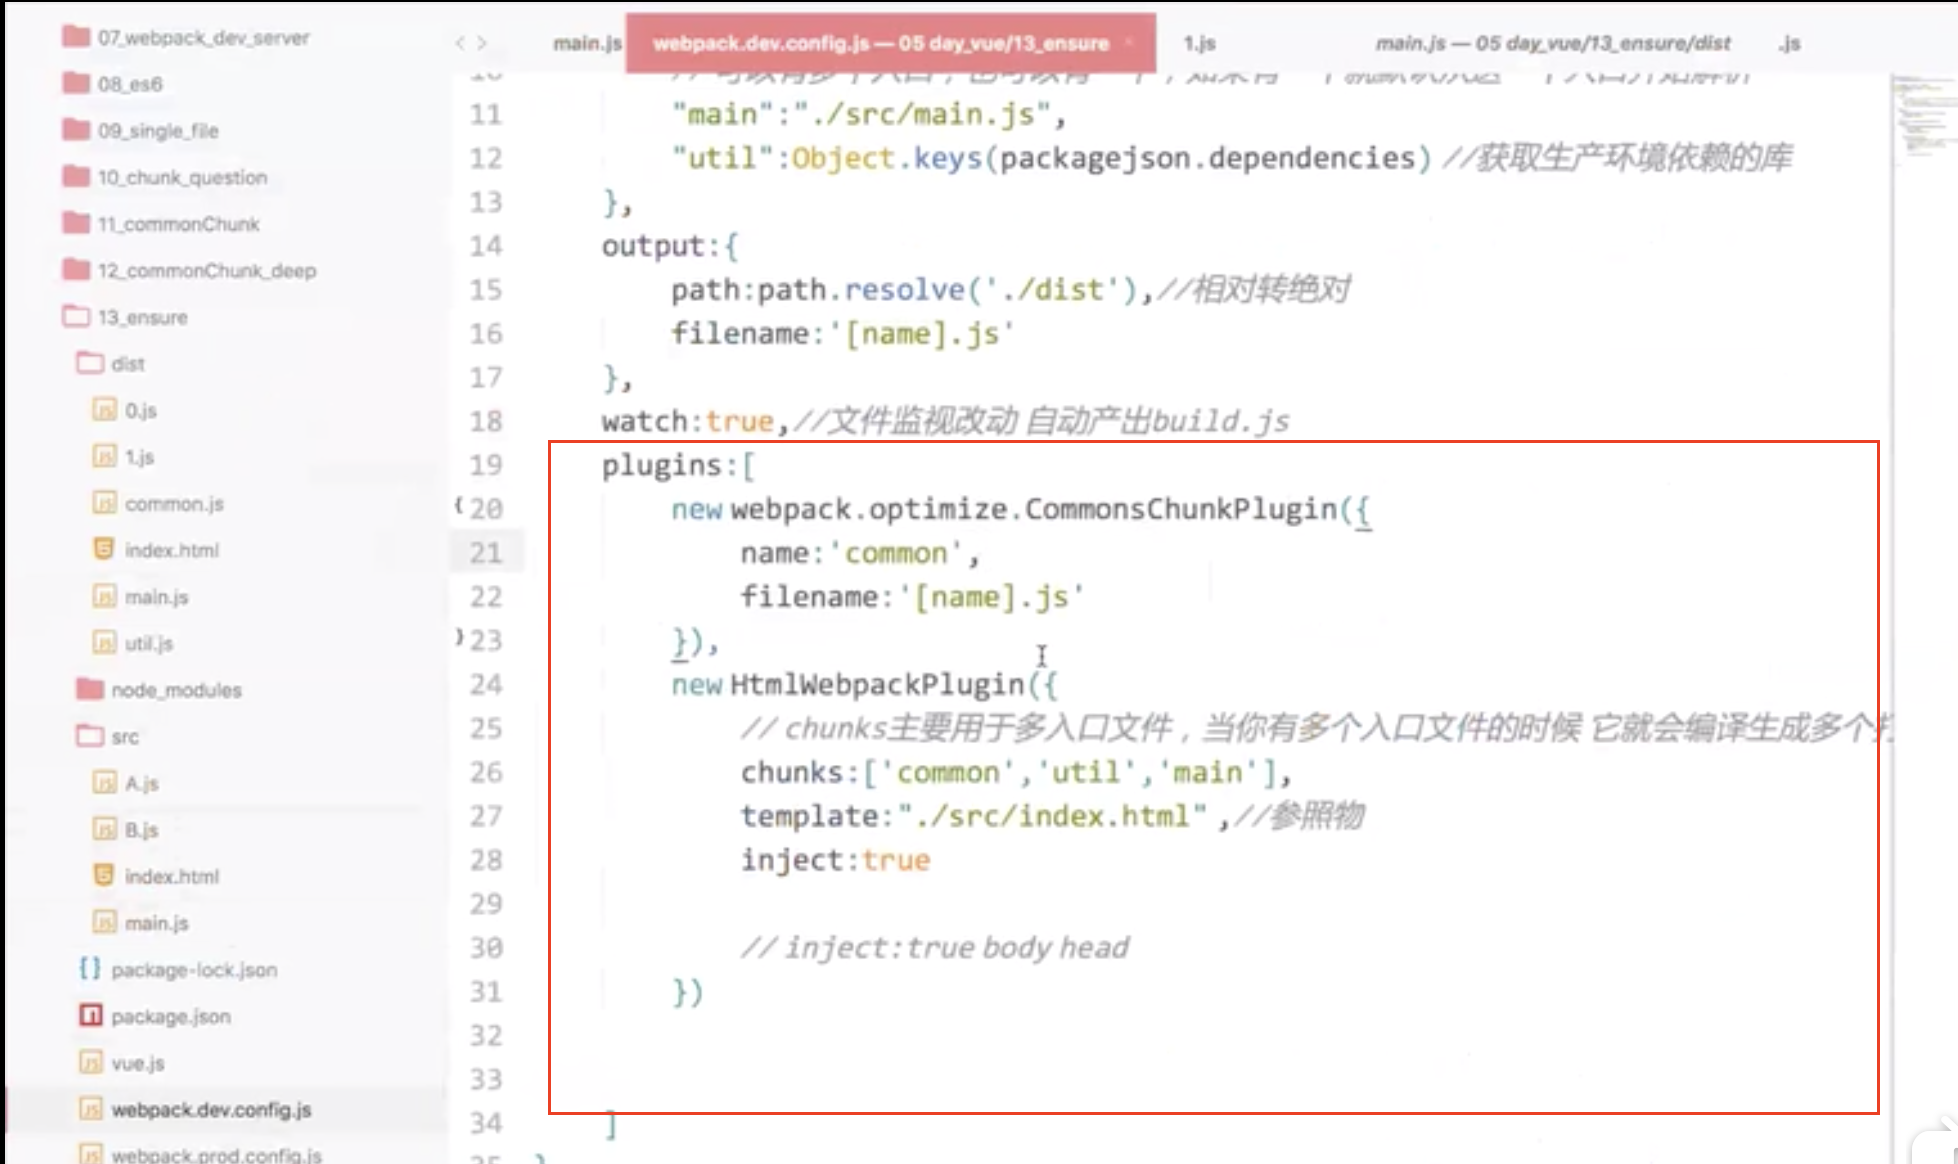 07_webpack_dev_server
08_es6
09_single_file
10_chunk_question
11_commonChunk
12_commonChunk_deep
13_ensure
dist
0.js
1.js
common.js
index.html
main.js
util.js
node_modules
src
A.js
B.js
index.html
main.js
package-lock.json
package.json
vue.js
webpack.dev.config.js
webpack.prod.config.js
main.js
webpack.dev.config.js — 05 day_vue/13_ensure
1.js
main.js — 05 day_vue/13_ensure/dist
.js
11 "main":"./src/main.js",
12 "util":Object.keys(packagejson.dependencies) //获取生产环境依赖的库
13 },
14 output:{
15 path:path.resolve('./dist'),//相对转绝对
16 filename:'[name].js'
17 },
18 watch:true,//文件监视改动 自动产出build.js
19 plugins:[
20 new webpack.optimize.CommonsChunkPlugin({
21 name:'common',
22 filename:'[name].js'
23 }),
24 new HtmlWebpackPlugin({
25 // chunks主要用于多入口文件，当你有多个入口文件的时候 它就会编译生成多个
26 chunks:['common','util','main'],
27 template:"./src/index.html" ,//参照物
28 inject:true
29
30 // inject:true body head
31 })
32
33
34 ]